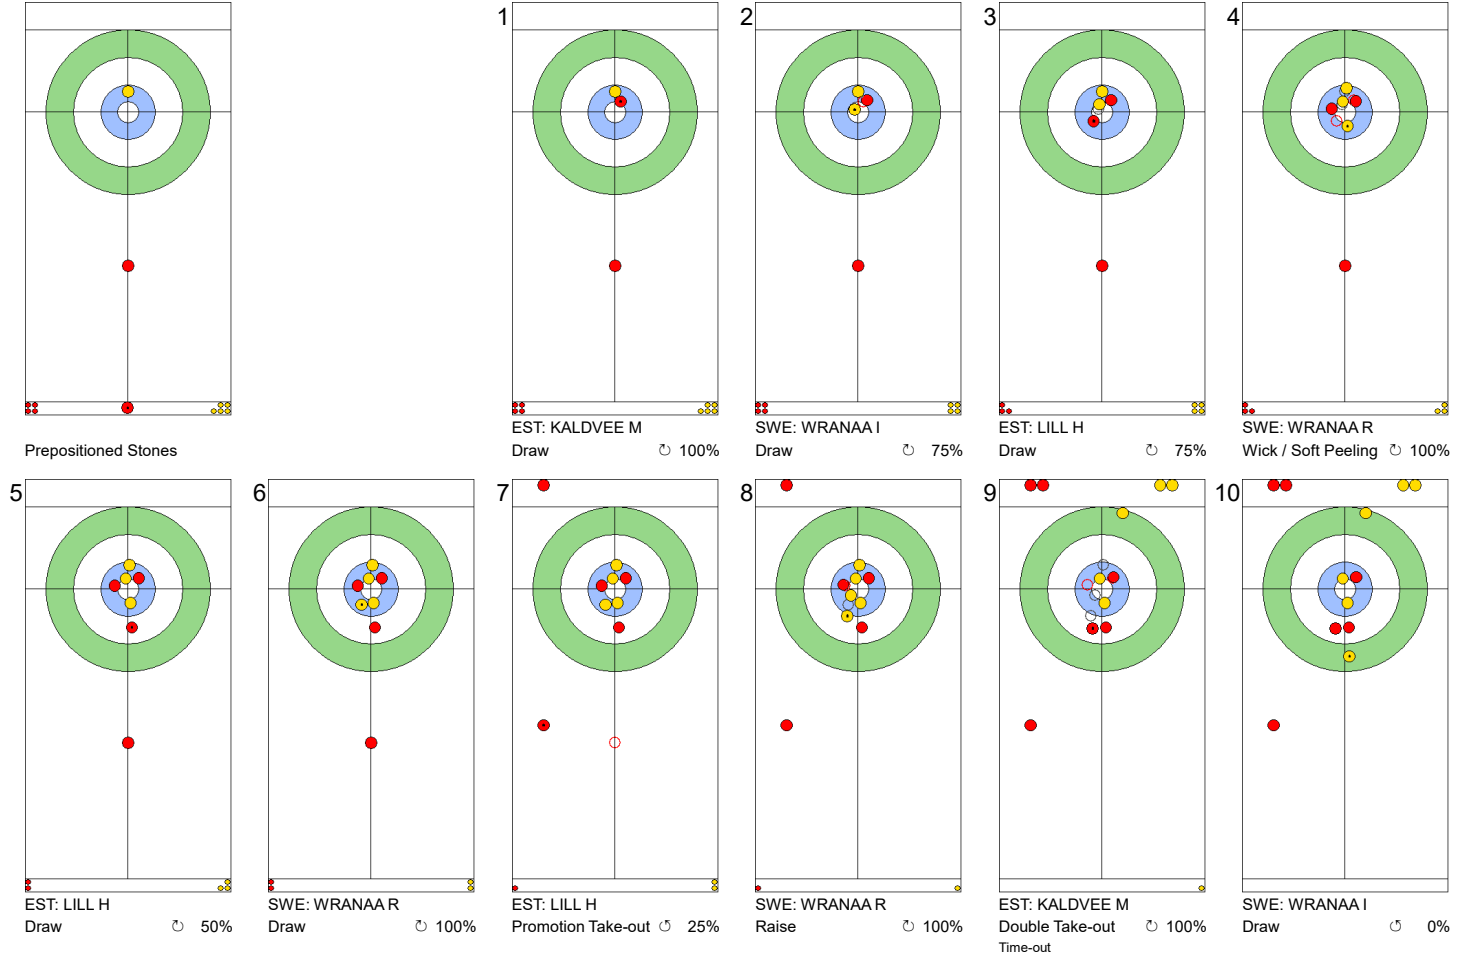 Prepositioned Stones
1
EST: KALDVEE M
Draw ↻ 100%
2
SWE: WRANAA I
Draw ↻ 75%
3
EST: LILL H
Draw ↻ 75%
4
SWE: WRANAA R
Wick / Soft Peeling ↻ 100%
5
EST: LILL H
Draw ↻ 50%
6
SWE: WRANAA R
Draw ↻ 100%
7
EST: LILL H
Promotion Take-out ↺ 25%
8
SWE: WRANAA R
Raise ↻ 100%
9
EST: KALDVEE M
Double Take-out ↻ 100%
Time-out
10
SWE: WRANAA I
Draw ↺ 0%